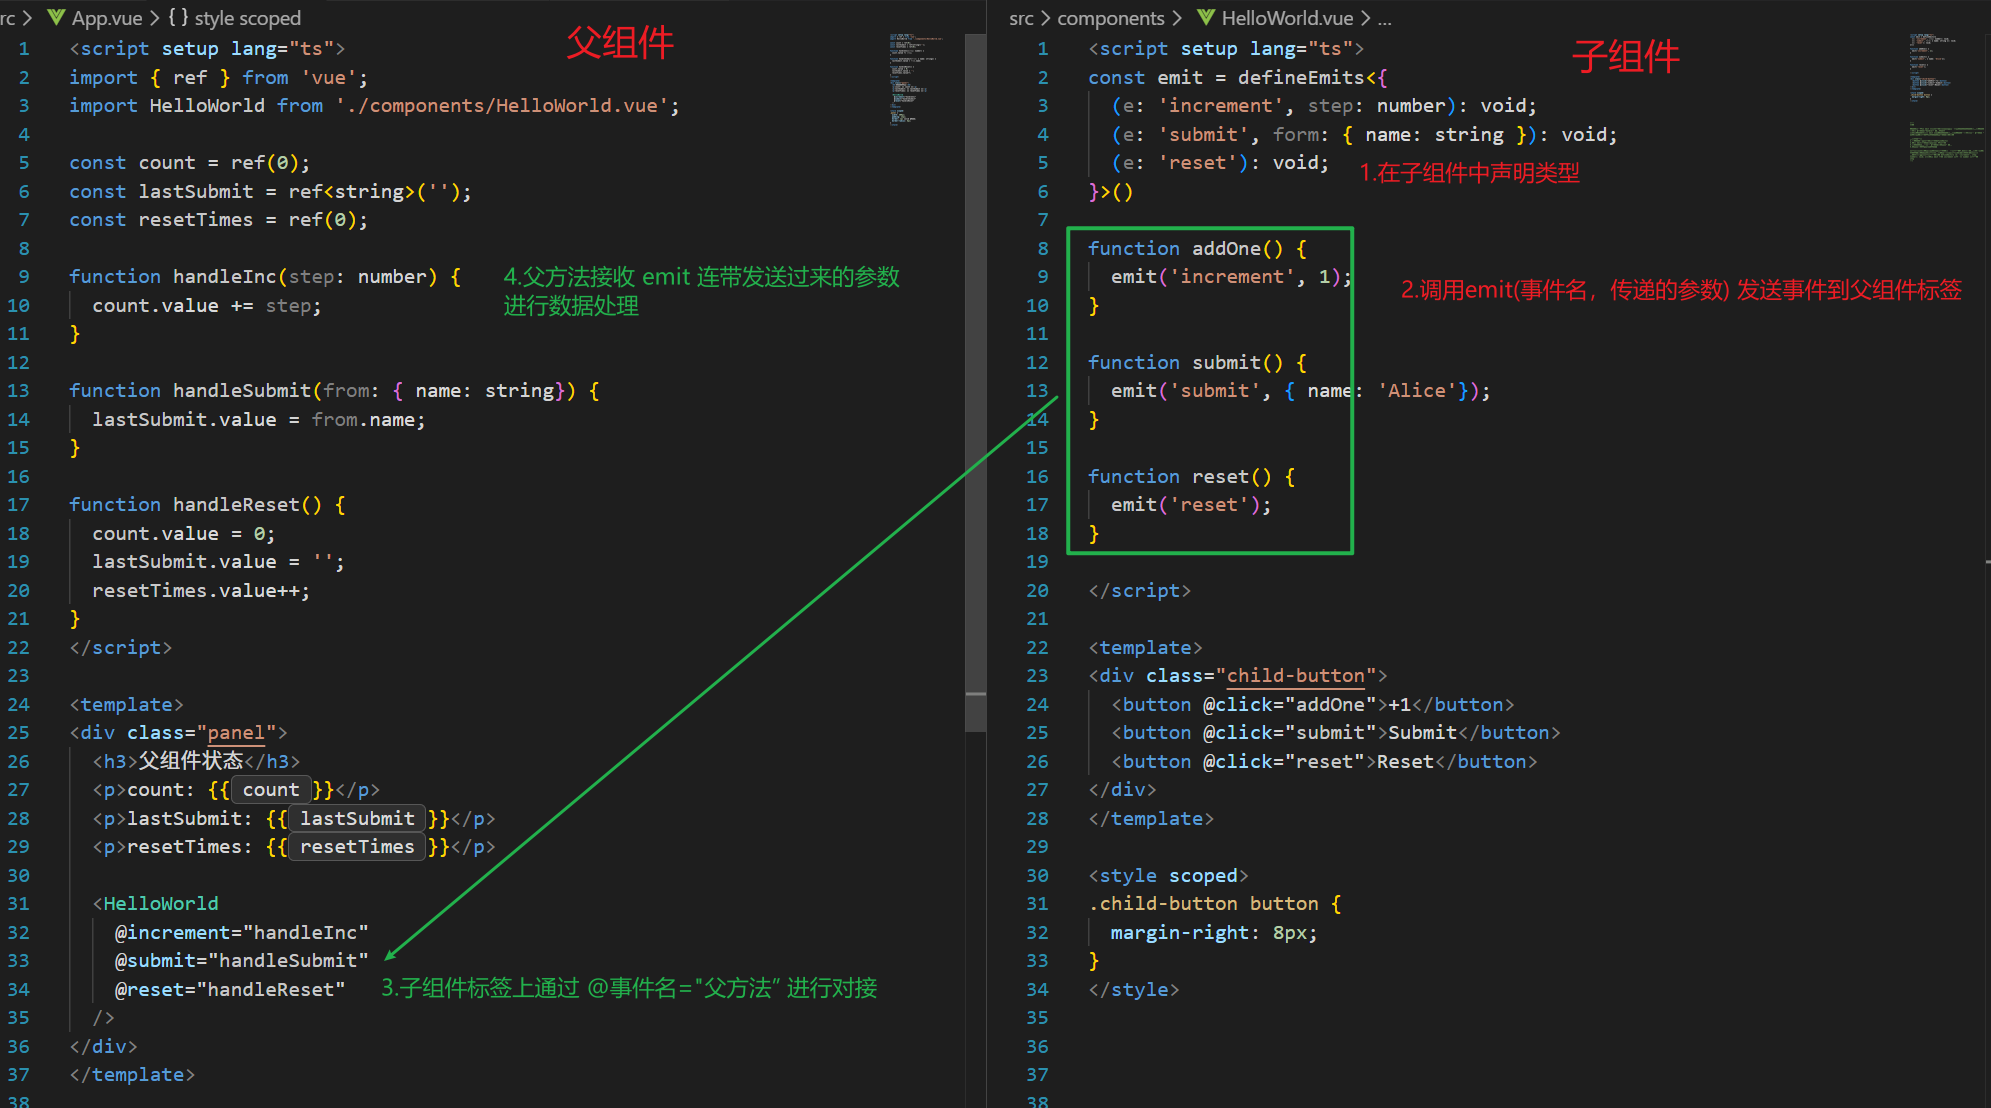 rc > App.vue > {} style scoped
父组件
1 <script setup lang="ts">
2 import { ref } from 'vue';
3 import HelloWorld from './components/HelloWorld.vue';
4
5 const count = ref(0);
6 const lastSubmit = ref<string>('');
7 const resetTimes = ref(0);
8
9 function handleInc(step: number) {
10 count.value += step;
11 }
4.父方法接收 emit 连带发送过来的参数
进行数据处理
12
13 function handleSubmit(from: { name: string}) {
14 lastSubmit.value = from.name;
15 }
16
17 function handleReset() {
18 count.value = 0;
19 lastSubmit.value = '';
20 resetTimes.value++;
21 }
22 </script>
23
24 <template>
25 <div class="panel">
26 <h3>父组件状态</h3>
27 <p>count: {{ count }}</p>
28 <p>lastSubmit: {{ lastSubmit }}</p>
29 <p>resetTimes: {{ resetTimes }}</p>
30
31 <HelloWorld
32 @increment="handleInc"
33 @submit="handleSubmit"
34 @reset="handleReset"
3.子组件标签上通过 @事件名="父方法” 进行对接
35 />
36 </div>
37 </template>
38
src > components > HelloWorld.vue > ...
子组件
1 <script setup lang="ts">
2 const emit = defineEmits<{
3 (e: 'increment', step: number): void;
4 (e: 'submit', form: { name: string }): void;
5 (e: 'reset'): void;
1.在子组件中声明类型
6 }>()
7
8 function addOne() {
9 emit('increment', 1);
2.调用emit(事件名，传递的参数) 发送事件到父组件标签
10 }
11
12 function submit() {
13 emit('submit', { name: 'Alice'});
14 }
15
16 function reset() {
17 emit('reset');
18 }
19
20 </script>
21
22 <template>
23 <div class="child-button">
24 <button @click="addOne">+1</button>
25 <button @click="submit">Submit</button>
26 <button @click="reset">Reset</button>
27 </div>
28 </template>
29
30 <style scoped>
31 .child-button button {
32 margin-right: 8px;
33 }
34 </style>
35
36
37
38